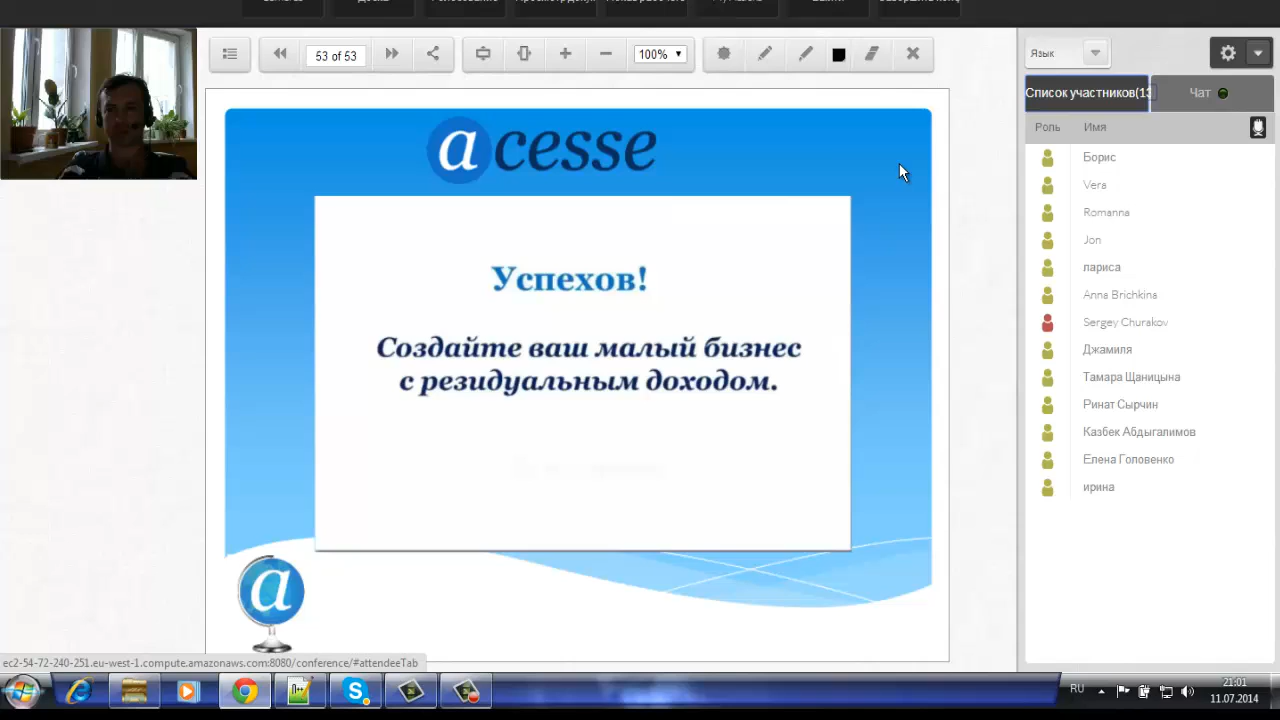 53 of 53
100%
Язык
Список участников(13
Чат
Роль
Имя
acesse
Успехов!
Создайте ваш малый бизнес
с резидуальным доходом.
Борис
Vera
Romanna
Jon
лариса
Anna Brichkina
Sergey Churakov
Джамиля
Тамара Щаницына
Ринат Сырчин
Казбек Абдыгалимов
Елена Головенко
ирина
a
ec2-54-72-240-251.eu-west-1.compute.amazonaws.com:8080/conference/#attendeeTab
RU
21:01
11.07.2014